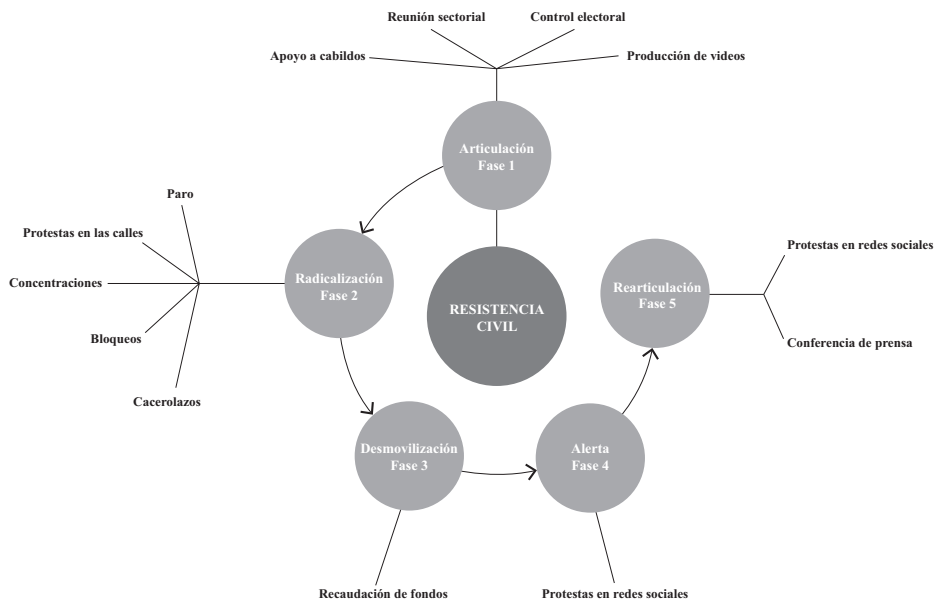 Reunión sectorial
Control electoral
Apoyo a cabildos
Producción de videos
Articulación
Fase 1
Paro
Protestas en las calles
Concentraciones
Bloqueos
Cacerolazos
Radicalización
Fase 2
RESISTENCIA
CIVIL
Rearticulación
Fase 5
Protestas en redes sociales
Conferencia de prensa
Desmovilización
Fase 3
Alerta
Fase 4
Recaudación de fondos
Protestas en redes sociales